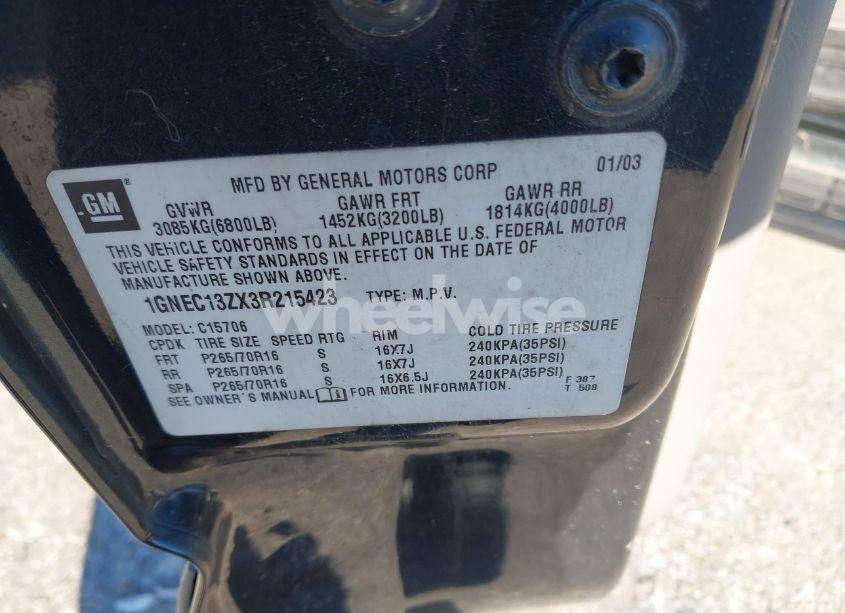 GM
MFD BY GENERAL MOTORS CORP 01/03
GVWR GAWR FRT GAWR RR
3085KG(6800LB) 1452KG(3200LB) 1814KG(4000LB)
THIS VEHICLE CONFORMS TO ALL APPLICABLE U.S. FEDERAL MOTOR
VEHICLE SAFETY STANDARDS IN EFFECT ON THE DATE OF
MANUFACTURE SHOWN ABOVE.
1GNEC13ZX3R215423 TYPE: M.P.V.
wheelwise
MODEL: C15706
CPDK TIRE SIZE SPEED RTG RIM COLD TIRE PRESSURE
FRT P265/70R16 S 16X7J 240KPA(35PSI)
RR P265/70R16 S 16X7J 240KPA(35PSI)
SPA P265/70R16 S 16X6.5J 240KPA(35PSI)
SEE OWNER'S MANUAL FOR MORE INFORMATION.
F 387
T 508